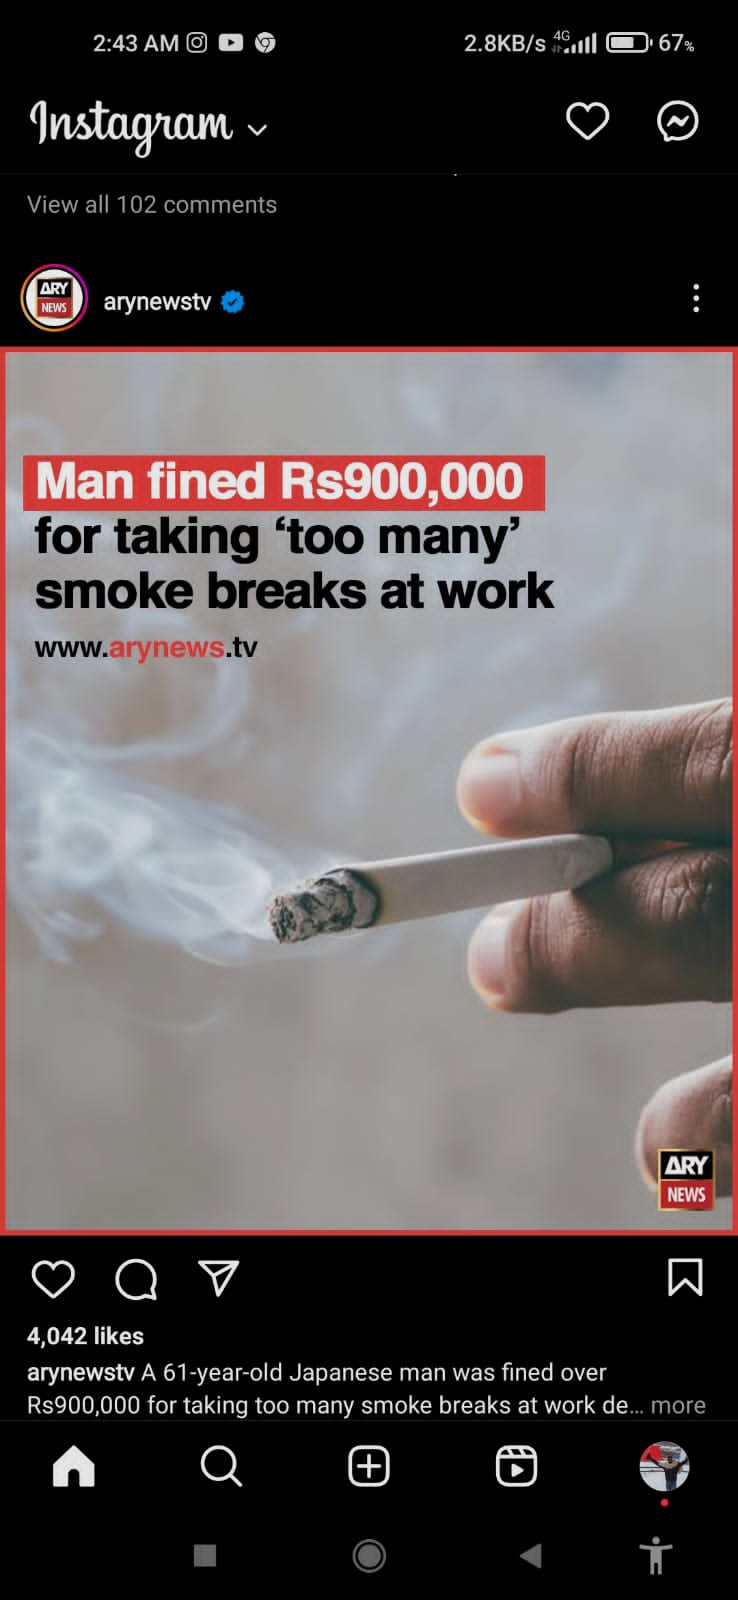 2:43 AM 2.8KB/s 4G 67%
Instagram
View all 102 comments
ARY
NEWS
arynewstv
Man fined Rs900,000
for taking ‘too many’
smoke breaks at work
www.arynews.tv
ARY
NEWS
4,042 likes
arynewstv A 61-year-old Japanese man was fined over
Rs900,000 for taking too many smoke breaks at work de... more